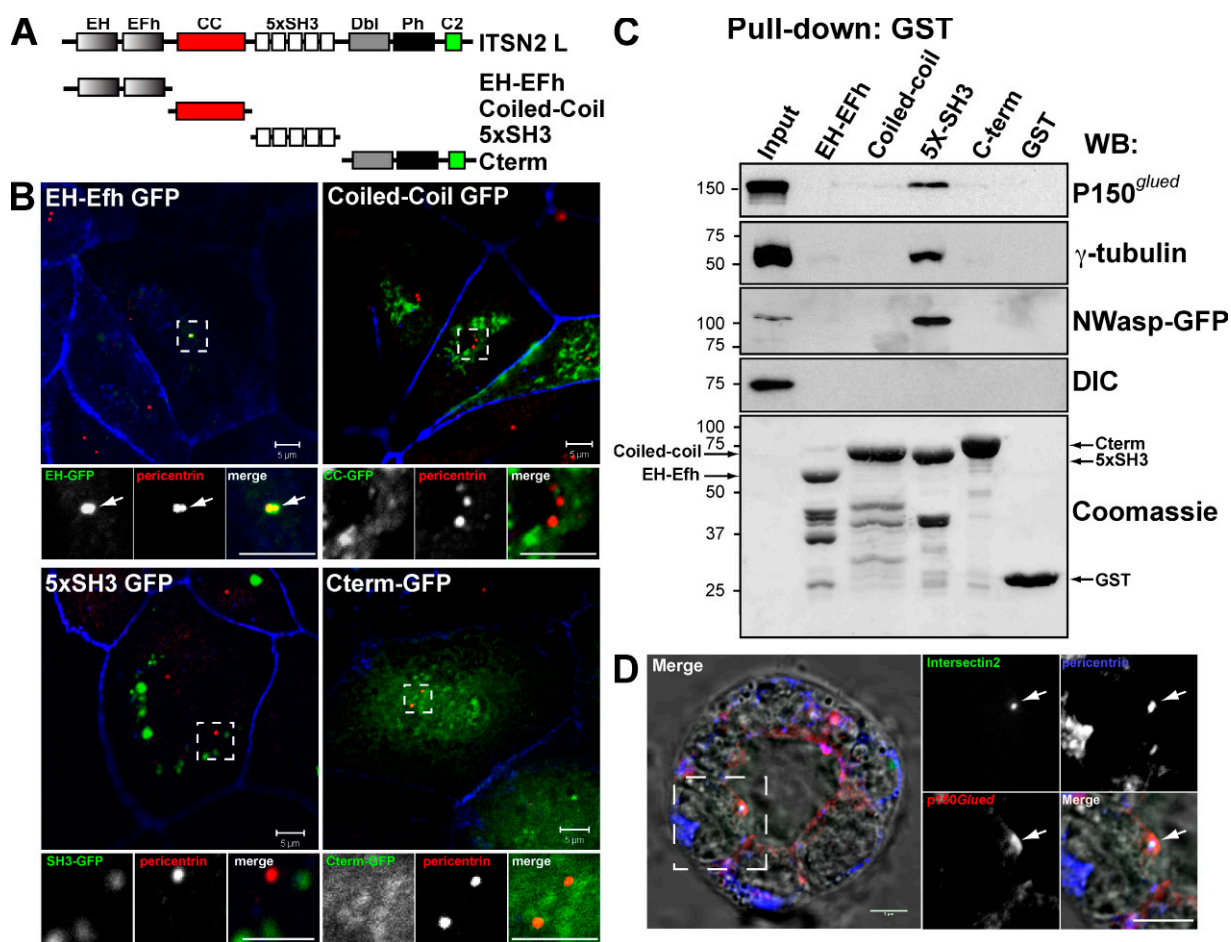 A
EH EFh CC 5xSH3 Dbl Ph C2
ITSN2 L
EH-EFh
Coiled-Coil
5xSH3
Cterm
B
EH-Efh GFP
5 µm
EH-GFP pericentrin merge
Coiled-Coil GFP
5 µm
CC-GFP pericentrin merge
5xSH3 GFP
5 µm
SH3-GFP pericentrin merge
Cterm-GFP
5 µm
Cterm-GFP pericentrin merge
C
Pull-down: GST
Input EH-EFh Coiled-coil 5X-SH3 C-term GST WB:
150 P150glued
75
50 γ-tubulin
100 NWasp-GFP
75
75 DIC
100
75
50
37
25
Coiled-coil
EH-Efh
Cterm
5xSH3
Coomassie
GST
D
Merge
5 µm
Intersectin2 pericentrin
p150Glued Merge